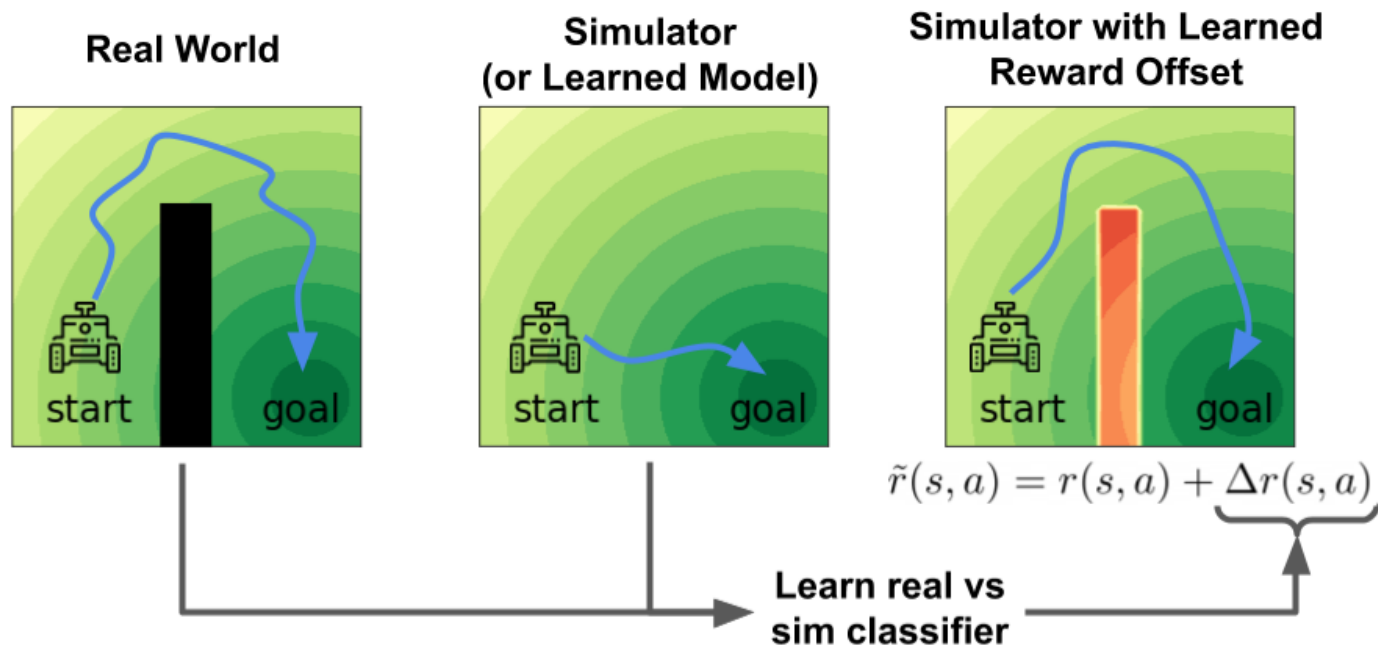 Real World
Simulator
(or Learned Model)
Simulator with Learned
Reward Offset
start
goal
start
goal
start
goal
r̃(s, a) = r(s, a) + Δr(s, a)
Learn real vs
sim classifier